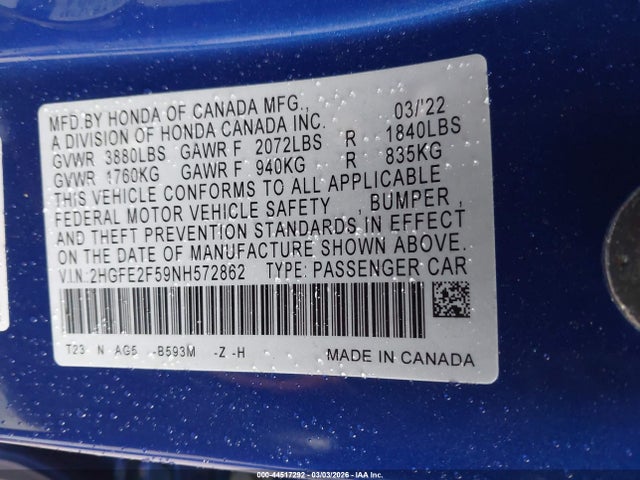 MFD.BY HONDA OF CANADA MFG., 03/'22
A DIVISION OF HONDA CANADA INC.
GVWR 3880LBS GAWR F 2072LBS R 1840LBS
GVWR 1760KG GAWR F 940KG R 835KG
THIS VEHICLE CONFORMS TO ALL APPLICABLE
FEDERAL MOTOR VEHICLE SAFETY, BUMPER,
AND THEFT PREVENTION STANDARDS IN EFFECT
ON THE DATE OF MANUFACTURE SHOWN ABOVE.
V.I.N: 2HGFE2F59NH572862 TYPE: PASSENGER CAR
T23 N AG5 -B593M -Z -H MADE IN CANADA
000-44517292 - 03/03/2026 - IAA Inc.